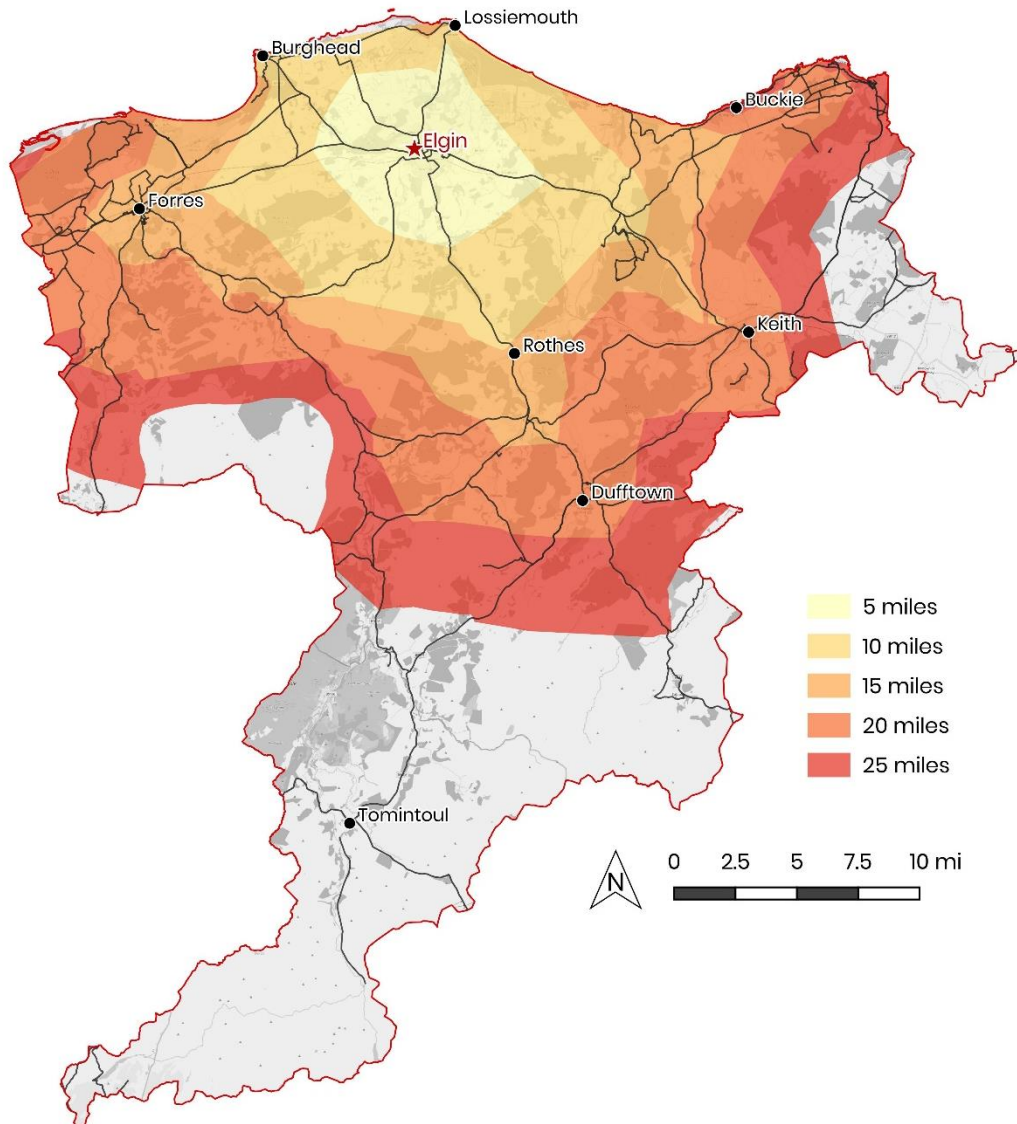 Lossiemouth
Burghead
Buckie
Elgin
Forres
Keith
Rothes
Dufftown
5 miles
10 miles
15 miles
20 miles
25 miles
Tomintoul
N
0 2.5 5 7.5 10 mi